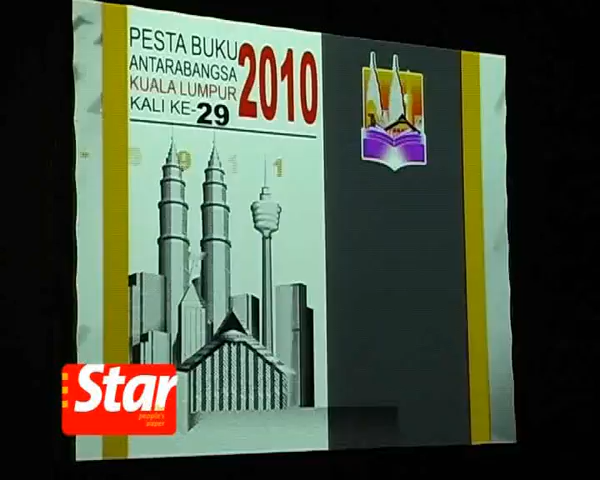 PESTA BUKU
ANTARABANGSA
KUALA LUMPUR
KALI KE-29
2010
Star
people's
paper